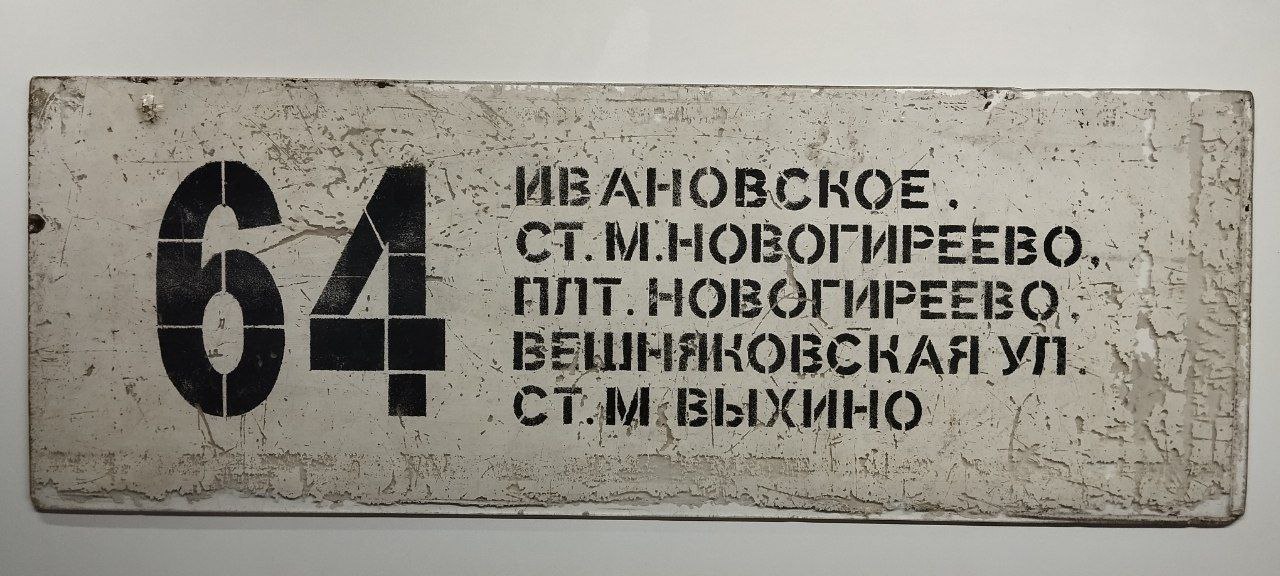 64
ИВАНОВСКОЕ,
СТ. М. НОВОГИРЕЕВО,
ПЛТ. НОВОГИРЕЕВО,
ВЕШНЯКОВСКАЯ УЛ.
СТ. М ВЫХИНО